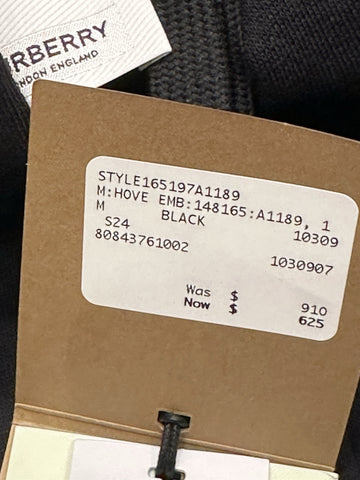 RBERRY
NDON ENGLAND
STYLE165197A1189
M:HOVE EMB:148165:A1189, 1
M BLACK 10309
S24
80843761002 1030907
Was $ 910
Now $ 625